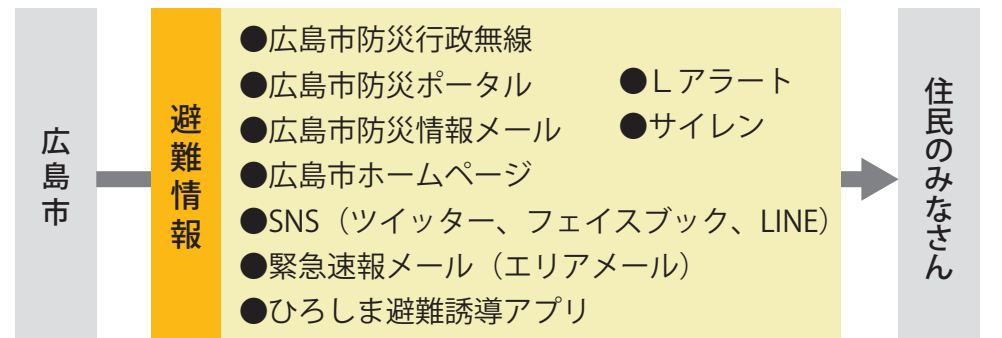 広島市
避難情報
●広島市防災行政無線
●広島市防災ポータル
●Lアラート
●広島市防災情報メール
●サイレン
●広島市ホームページ
●SNS（ツイッター、フェイスブック、LINE）
●緊急速報メール（エリアメール）
●ひろしま避難誘導アプリ
住民のみなさん